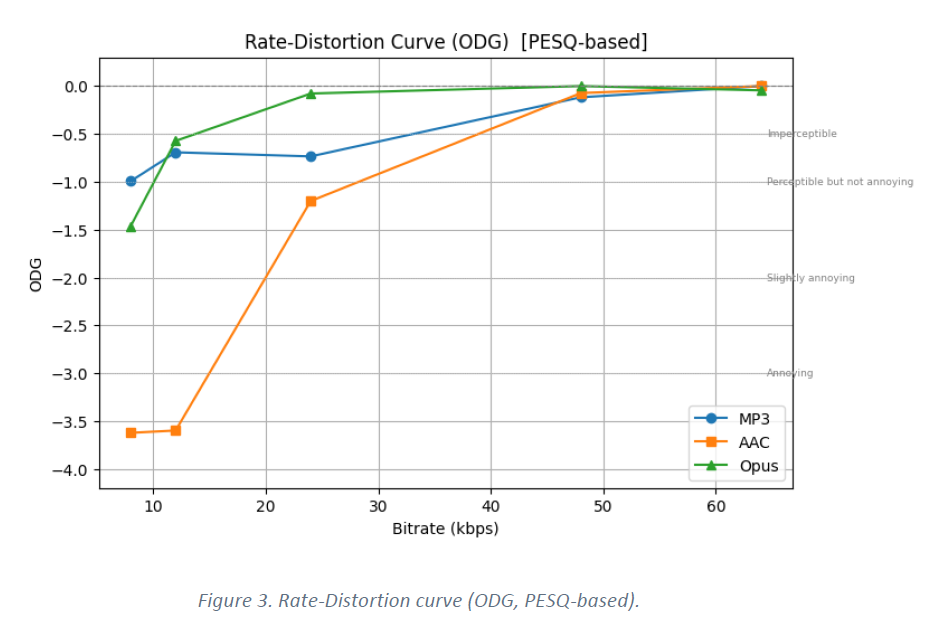 Rate-Distortion Curve (ODG) [PESQ-based]
0.0
−0.5
−1.0
−1.5
−2.0
−2.5
−3.0
−3.5
−4.0
ODG
Imperceptible
Perceptible but not annoying
Slightly annoying
Annoying
MP3
AAC
Opus
10 20 30 40 50 60
Bitrate (kbps)
Figure 3. Rate-Distortion curve (ODG, PESQ-based).